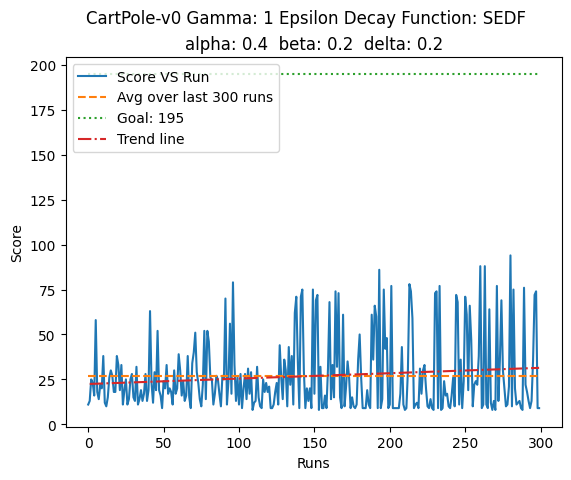 CartPole-v0 Gamma: 1 Epsilon Decay Function: SEDF
alpha: 0.4  beta: 0.2  delta: 0.2
Score VS Run
Avg over last 300 runs
Goal: 195
Trend line
200
175
150
125
100
75
50
25
0
Score
0
50
100
150
200
250
300
Runs